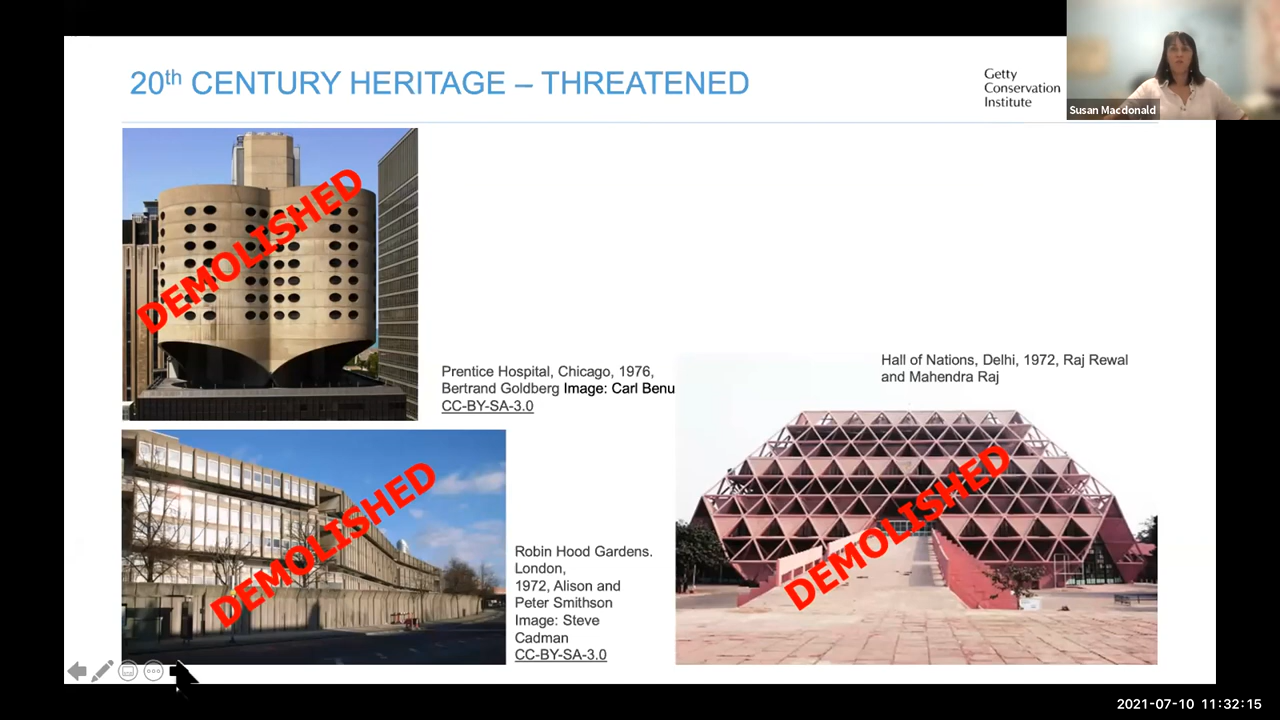 20th CENTURY HERITAGE – THREATENED
Getty
Conservation
Institute
Susan Macdonald
DEMOLISHED
Prentice Hospital, Chicago, 1976,
Bertrand Goldberg Image: Carl Benu
CC-BY-SA-3.0
Hall of Nations, Delhi, 1972, Raj Rewal
and Mahendra Raj
DEMOLISHED
DEMOLISHED
Robin Hood Gardens.
London,
1972, Alison and
Peter Smithson
Image: Steve
Cadman
CC-BY-SA-3.0
2021-07-10 11:32:15